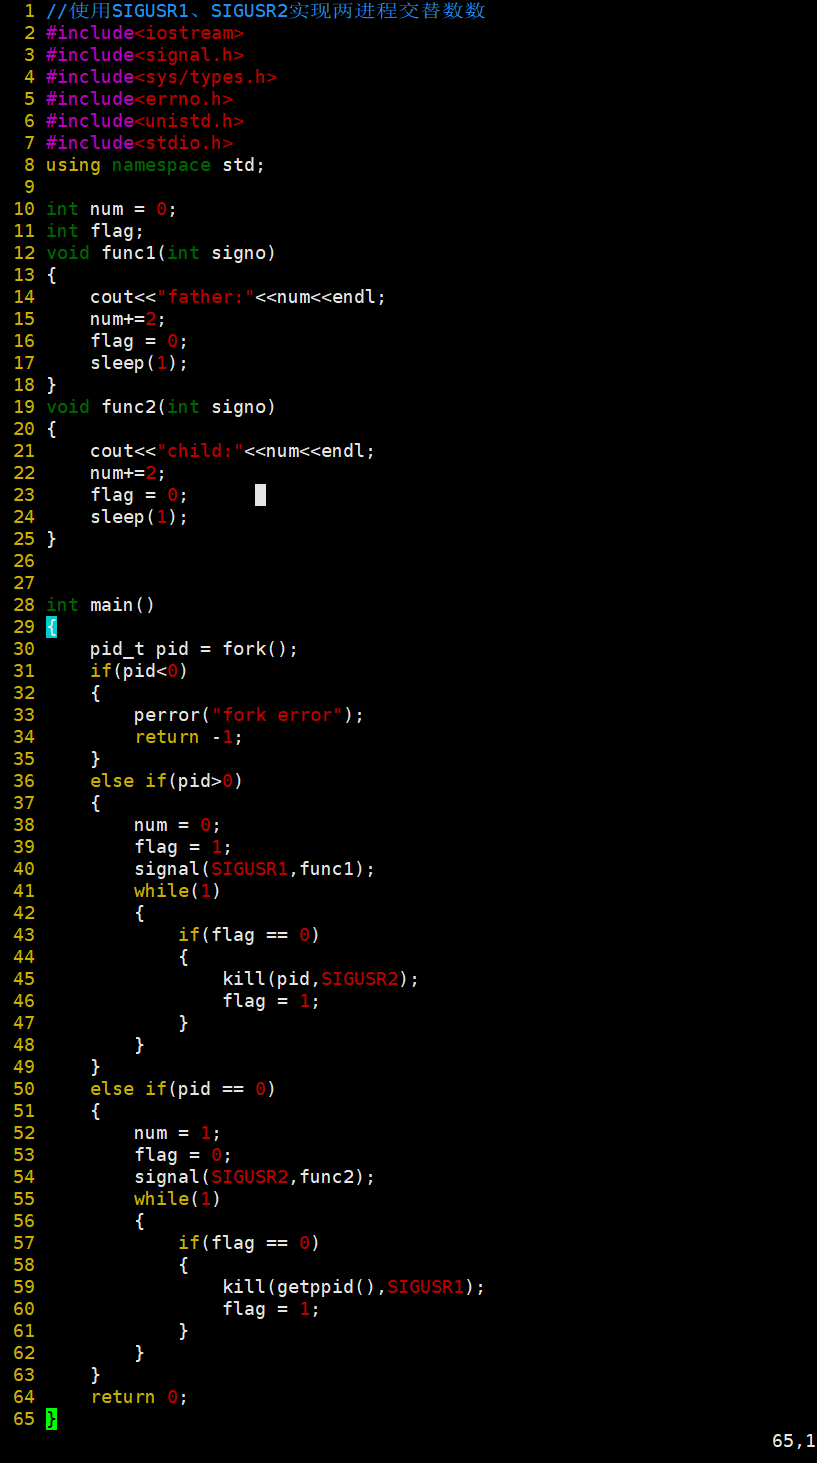 1 //使用SIGUSR1、SIGUSR2实现两进程交替数数
2 #include<iostream>
3 #include<signal.h>
4 #include<sys/types.h>
5 #include<errno.h>
6 #include<unistd.h>
7 #include<stdio.h>
8 using namespace std;
9
10 int num = 0;
11 int flag;
12 void func1(int signo)
13 {
14     cout<<"father:"<<num<<endl;
15     num+=2;
16     flag = 0;
17     sleep(1);
18 }
19 void func2(int signo)
20 {
21     cout<<"child:"<<num<<endl;
22     num+=2;
23     flag = 0;
24     sleep(1);
25 }
26
27
28 int main()
29 {
30     pid_t pid = fork();
31     if(pid<0)
32     {
33         perror("fork error");
34         return -1;
35     }
36     else if(pid>0)
37     {
38         num = 0;
39         flag = 1;
40         signal(SIGUSR1,func1);
41         while(1)
42         {
43             if(flag == 0)
44             {
45                 kill(pid,SIGUSR2);
46                 flag = 1;
47             }
48         }
49     }
50     else if(pid == 0)
51     {
52         num = 1;
53         flag = 0;
54         signal(SIGUSR2,func2);
55         while(1)
56         {
57             if(flag == 0)
58             {
59                 kill(getppid(),SIGUSR1);
60                 flag = 1;
61             }
62         }
63     }
64     return 0;
65 }
65,1